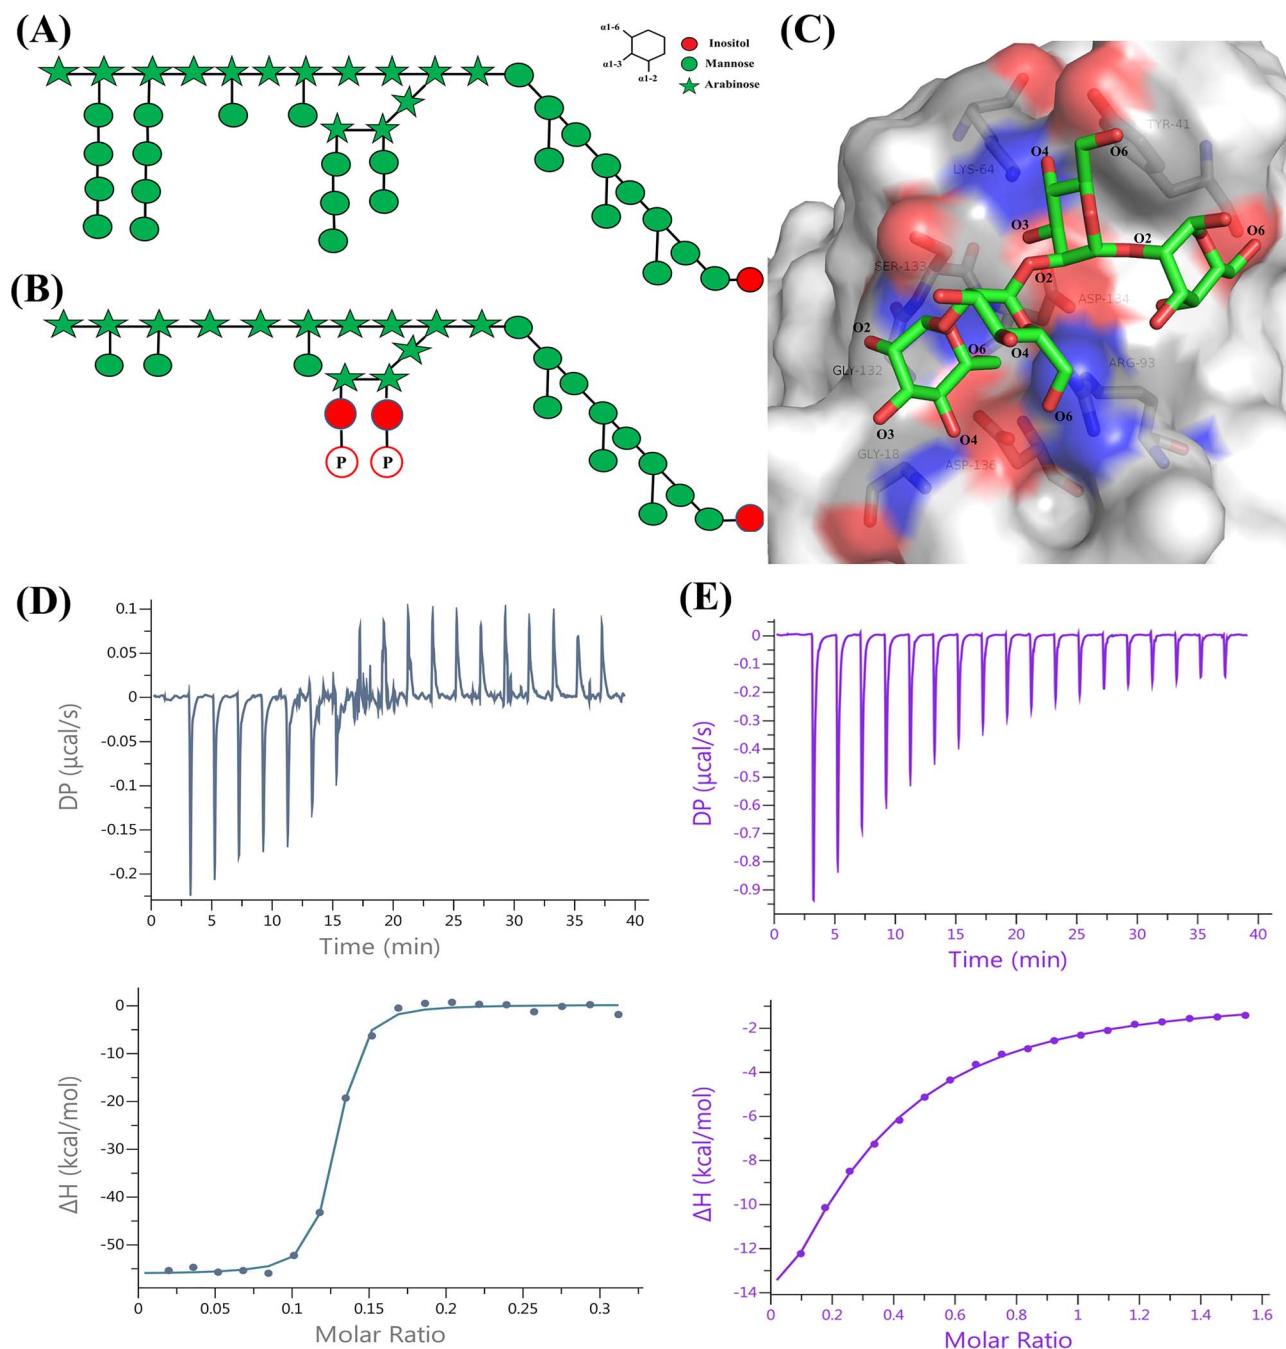 (A)
α1-6
α1-3
α1-2
Inositol
Mannose
Arabinose
(B)
P P
(C)
TYR-41
LYS-64
O4
O6
O3
O2
O6
SER-133
O2
ASP-134
O2
O6
O4
GLY-132
ARG-93
O6
O3
O4
GLY-18
ASP-136
(D)
0.1
0.05
0
-0.05
-0.1
-0.15
-0.2
DP (µcal/s)
0 5 10 15 20 25 30 35 40
Time (min)
0
-10
-20
-30
-40
-50
ΔH (kcal/mol)
0 0.05 0.1 0.15 0.2 0.25 0.3
Molar Ratio
(E)
0
-0.1
-0.2
-0.3
-0.4
-0.5
-0.6
-0.7
-0.8
-0.9
DP (µcal/s)
0 5 10 15 20 25 30 35 40
Time (min)
-2
-4
-6
-8
-10
-12
-14
ΔH (kcal/mol)
0 0.2 0.4 0.6 0.8 1 1.2 1.4 1.6
Molar Ratio